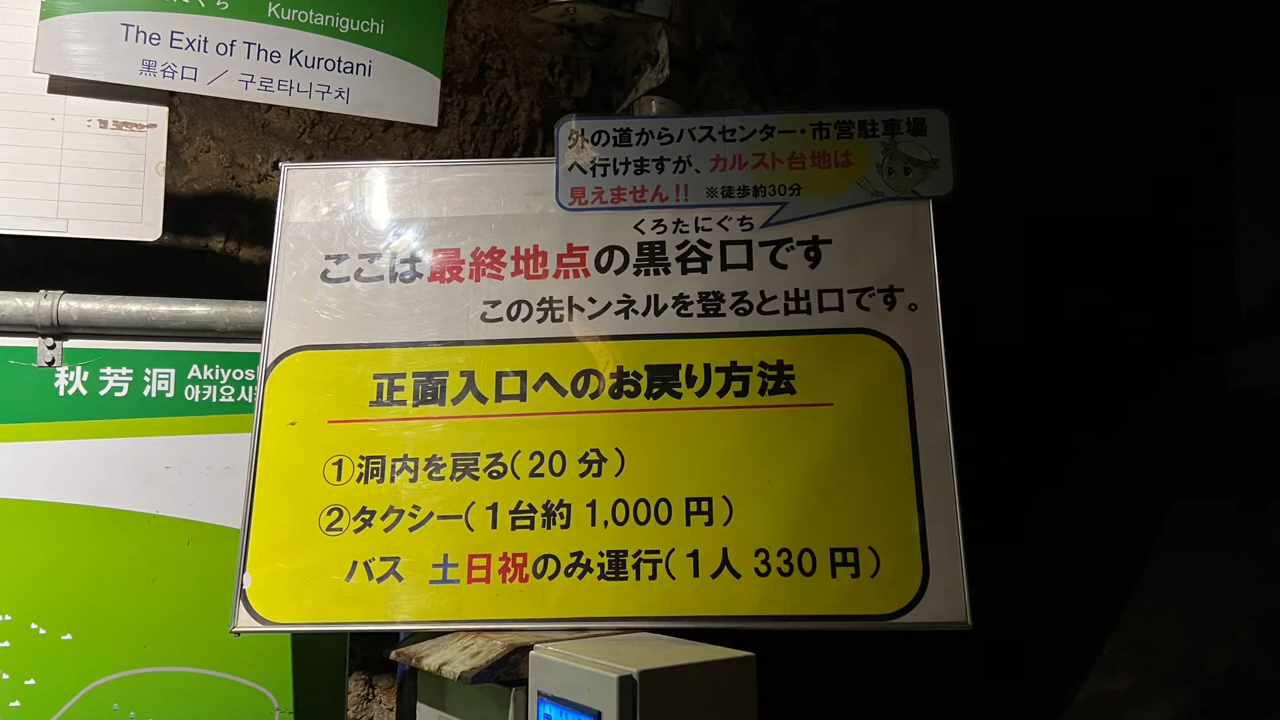 Kurotaniguchi
The Exit of The Kurotani
黑谷口 / 구로타니구치
外の道からバスセンター・市営駐車場
へ行けますが、カルスト台地は
見えません!! ※徒歩約30分
くろたにぐち
ここは最終地点の黒谷口です
この先トンネルを登ると出口です。
正面入口へのお戻り方法
①洞内を戻る(20分)
②タクシー(1台約1,000円)
バス 土日祝のみ運行(1人330円)
秋芳洞 Akiyos
아키요시